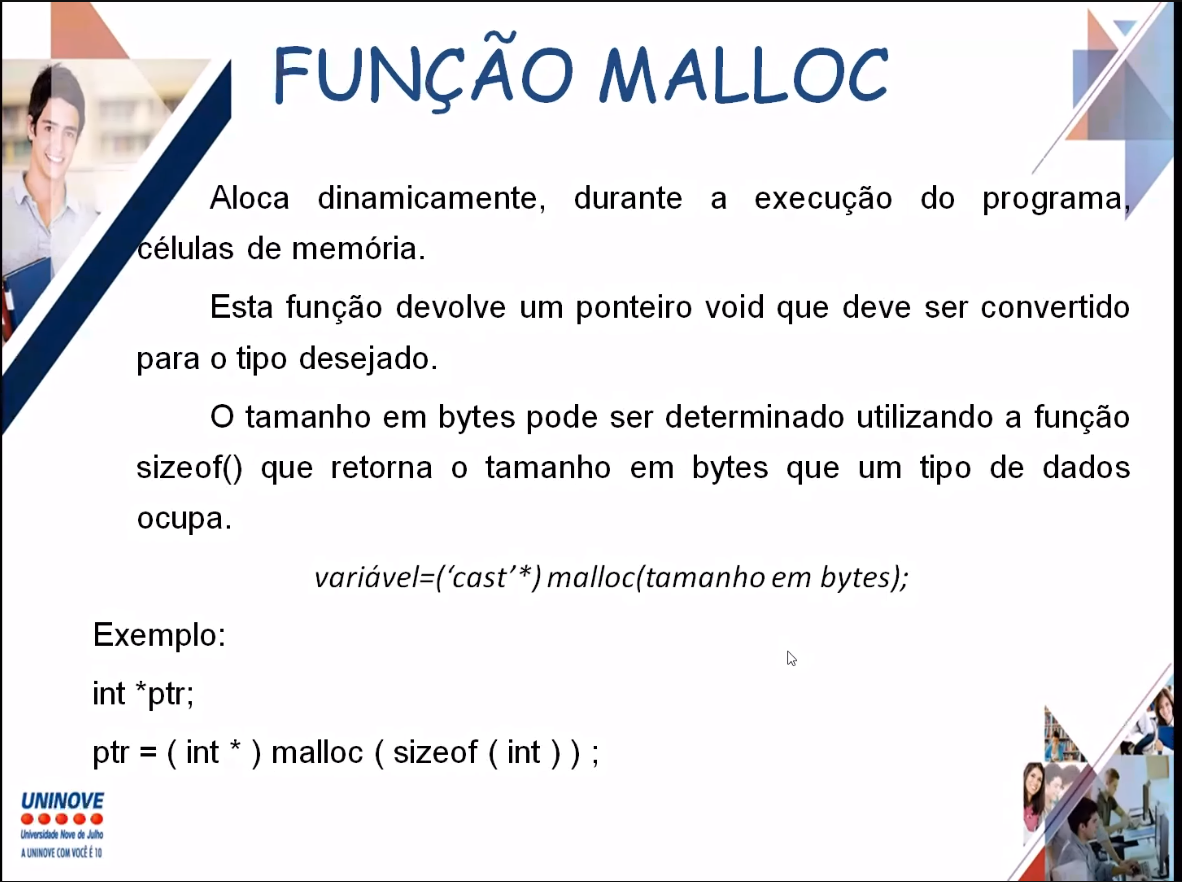 FUNÇÃO MALLOC
Aloca dinamicamente, durante a execução do programa,
células de memória.
Esta função devolve um ponteiro void que deve ser convertido
para o tipo desejado.
O tamanho em bytes pode ser determinado utilizando a função
sizeof() que retorna o tamanho em bytes que um tipo de dados
ocupa.
variável=(‘cast’*) malloc(tamanho em bytes);
Exemplo:
int *ptr;
ptr = ( int * ) malloc ( sizeof ( int ) ) ;
UNINOVE
Universidade Nove de Julho
A UNINOVE COM VOCÊ É 10